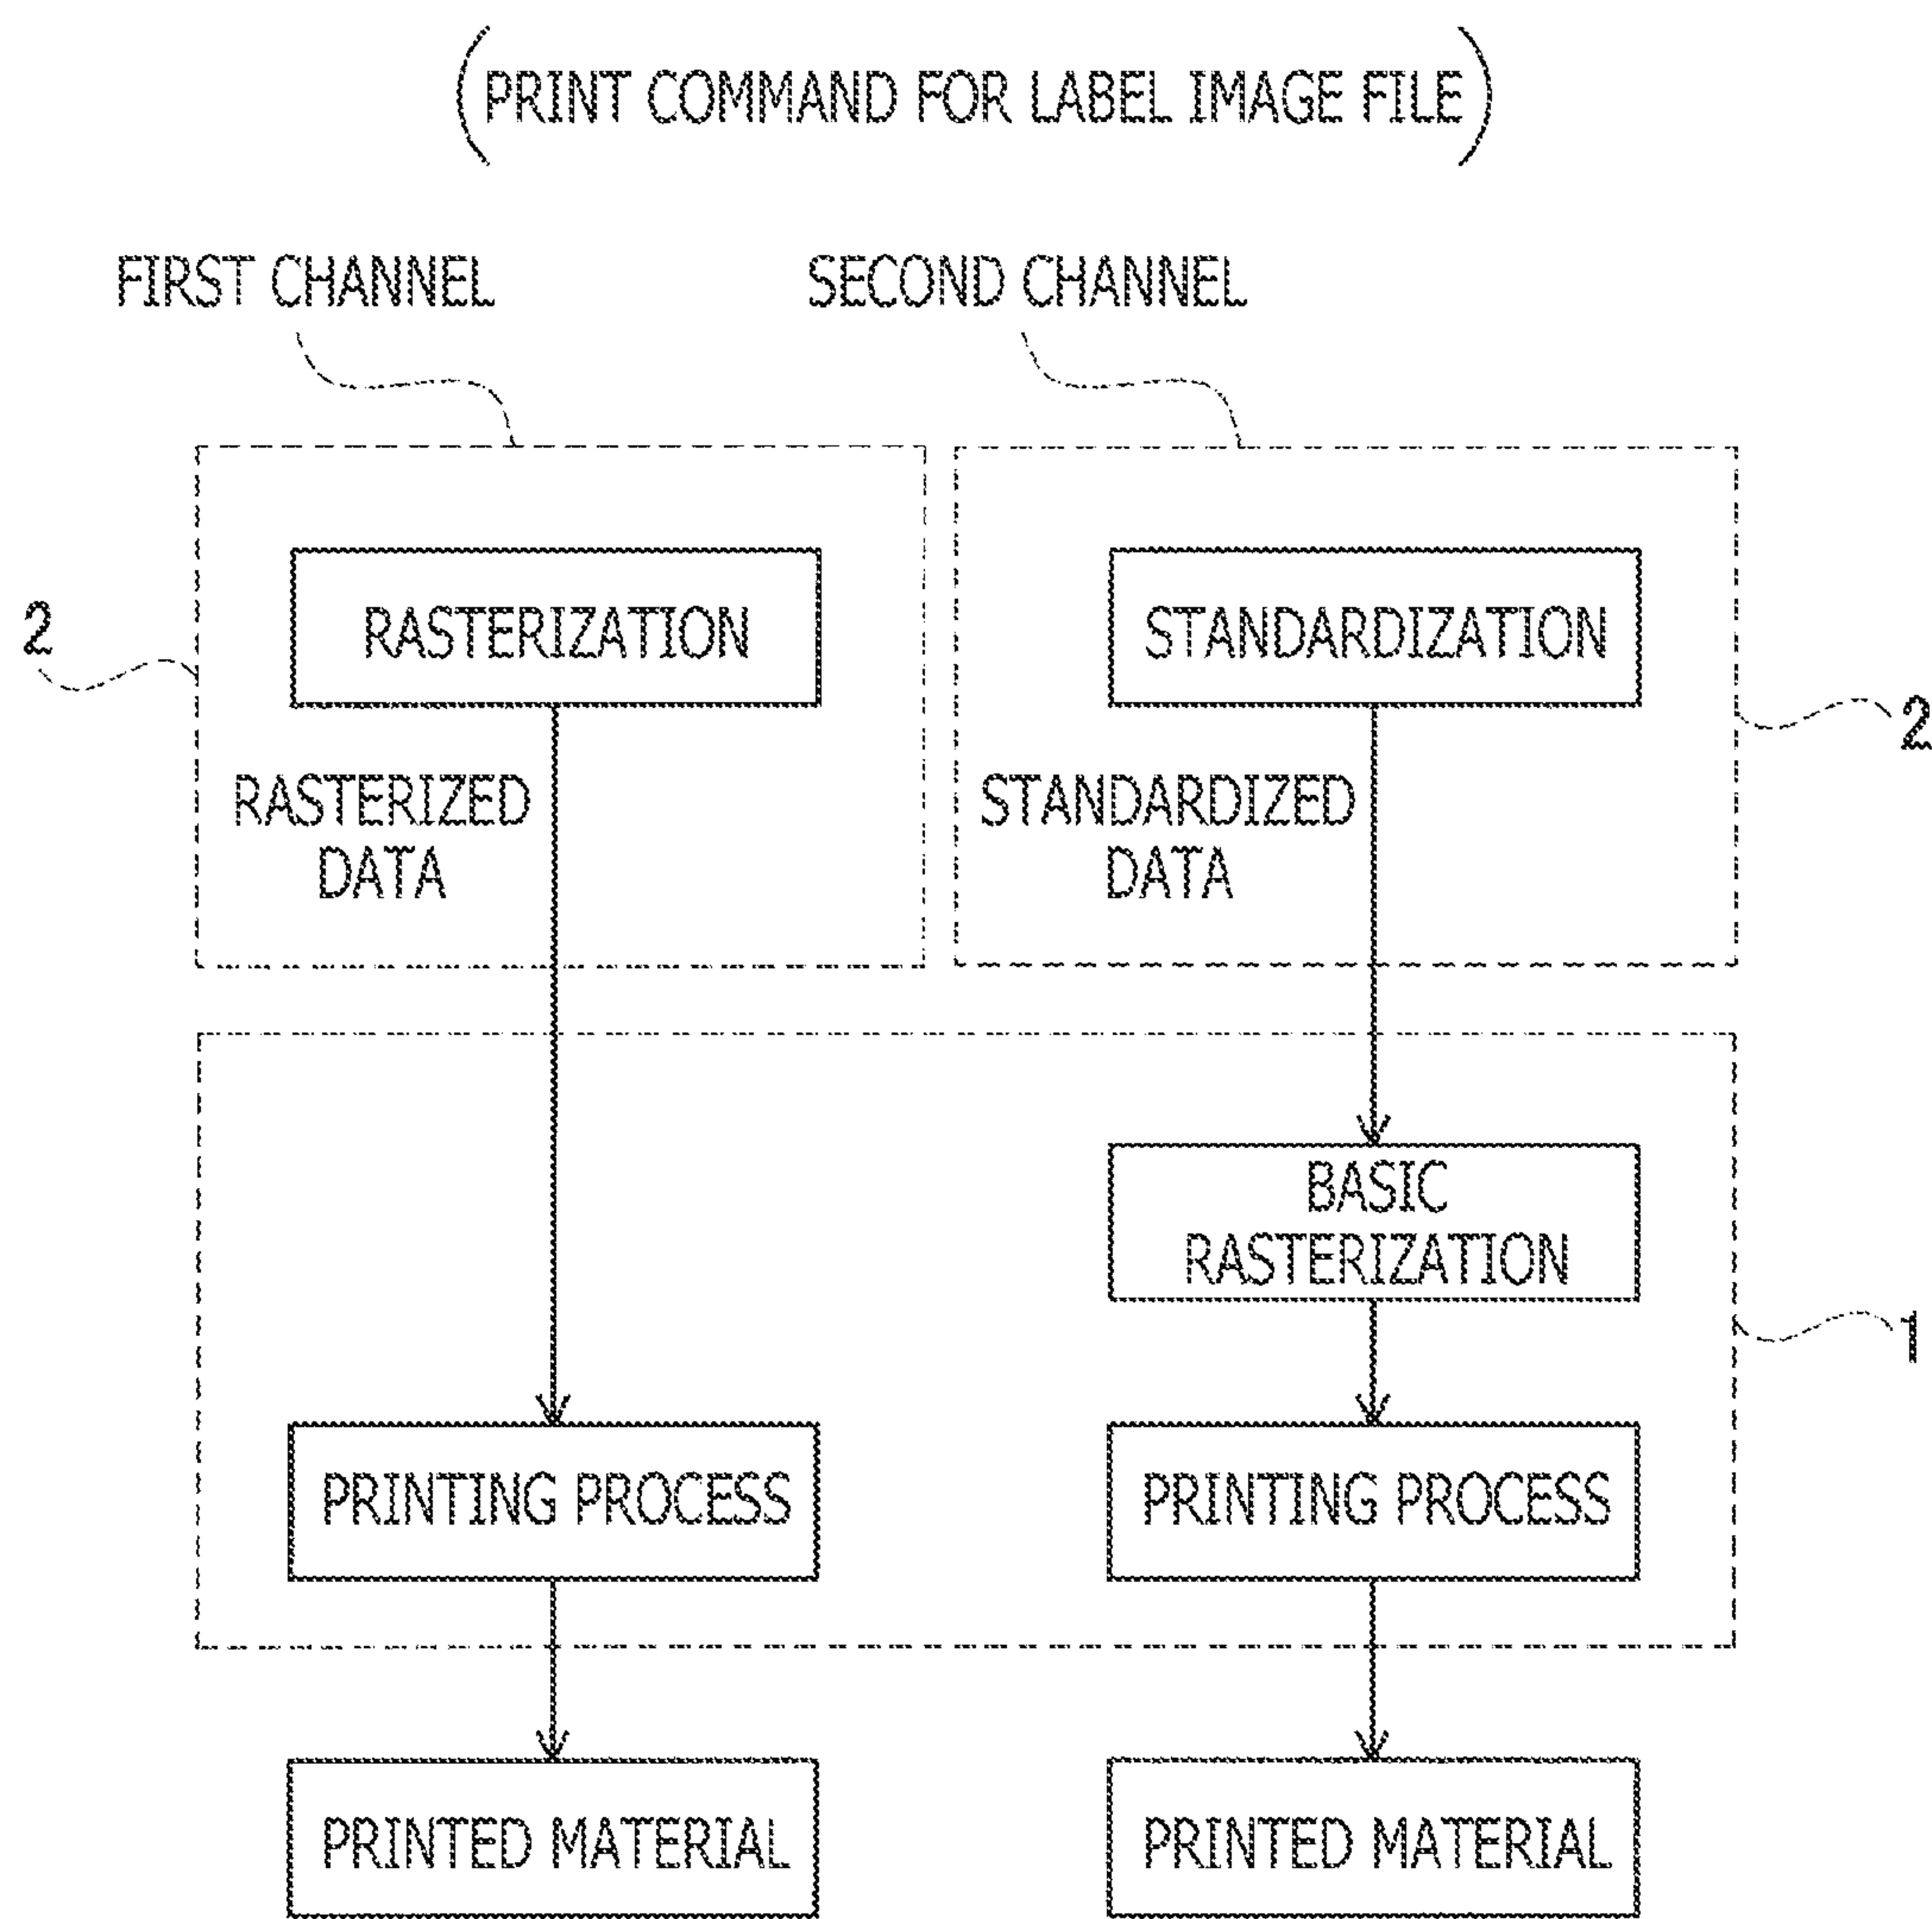 (PRINT COMMAND FOR LABEL IMAGE FILE)
FIRST CHANNEL
SECOND CHANNEL
RASTERIZATION
STANDARDIZATION
2
2
RASTERIZED
DATA
STANDARDIZED
DATA
BASIC
RASTERIZATION
1
PRINTING PROCESS
PRINTING PROCESS
PRINTED MATERIAL
PRINTED MATERIAL